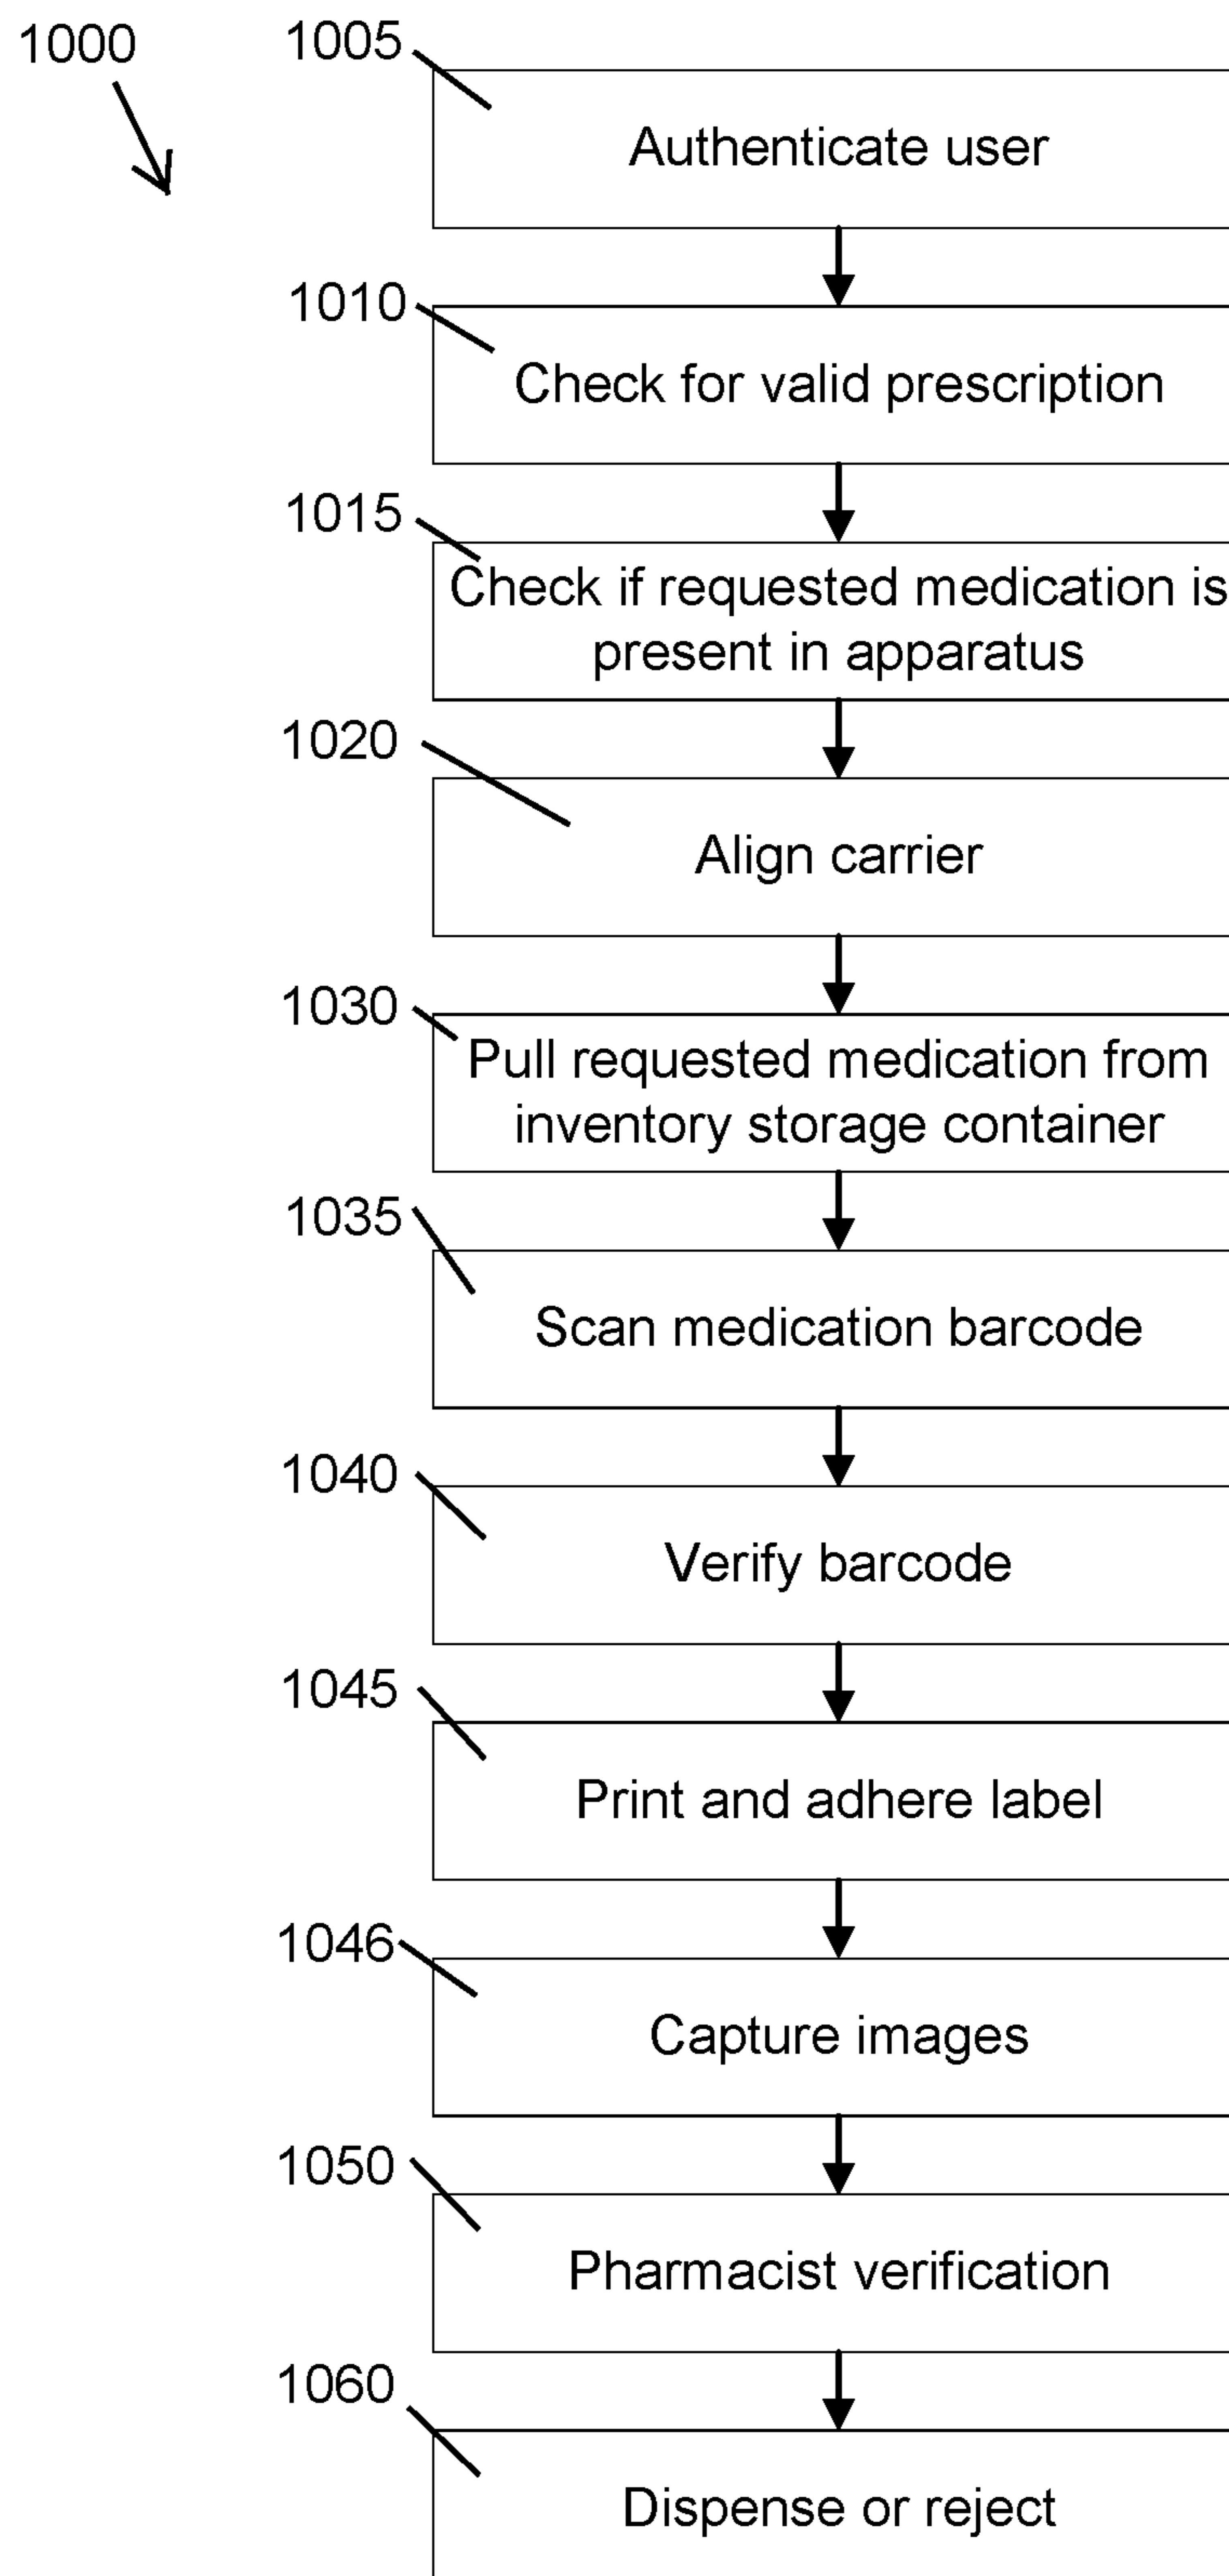 1000
1005
Authenticate user
1010
Check for valid prescription
1015
Check if requested medication is
present in apparatus
1020
Align carrier
1030
Pull requested medication from
inventory storage container
1035
Scan medication barcode
1040
Verify barcode
1045
Print and adhere label
1046
Capture images
1050
Pharmacist verification
1060
Dispense or reject